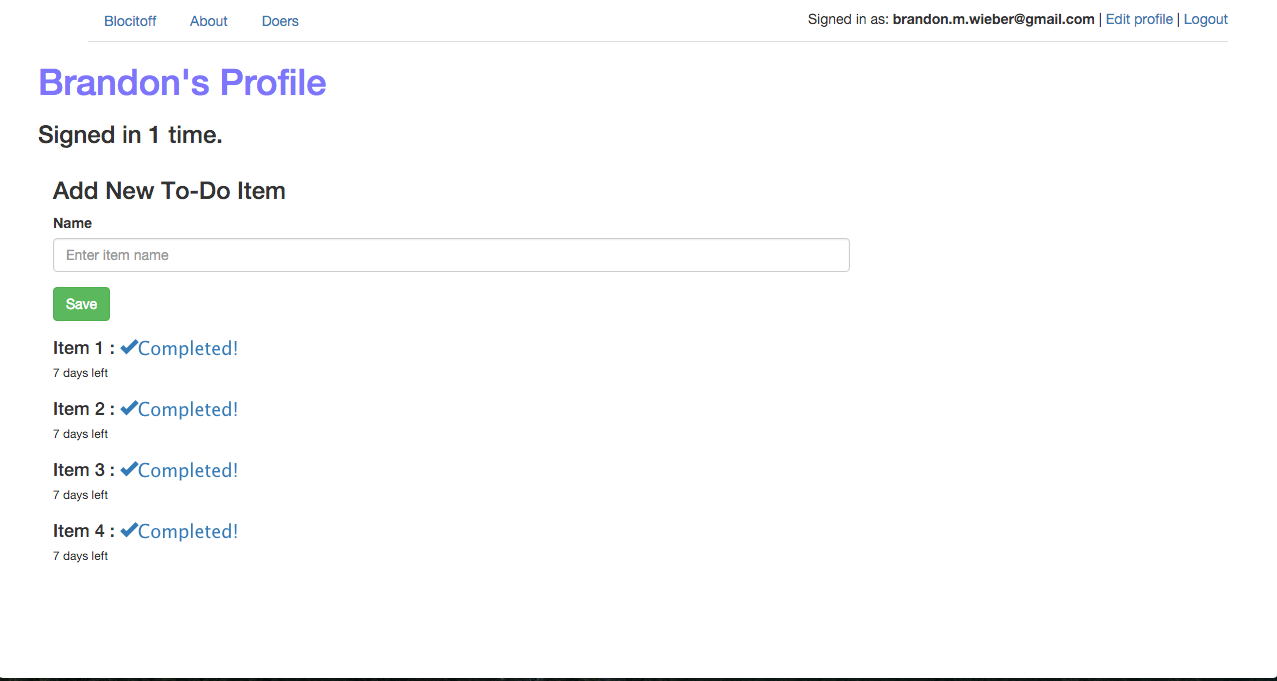 Blocitoff About Doers Signed in as: brandon.m.wieber@gmail.com | Edit profile | Logout
Brandon's Profile
Signed in 1 time.
Add New To-Do Item
Name
Enter item name
Save
Item 1 : Completed!
7 days left
Item 2 : Completed!
7 days left
Item 3 : Completed!
7 days left
Item 4 : Completed!
7 days left